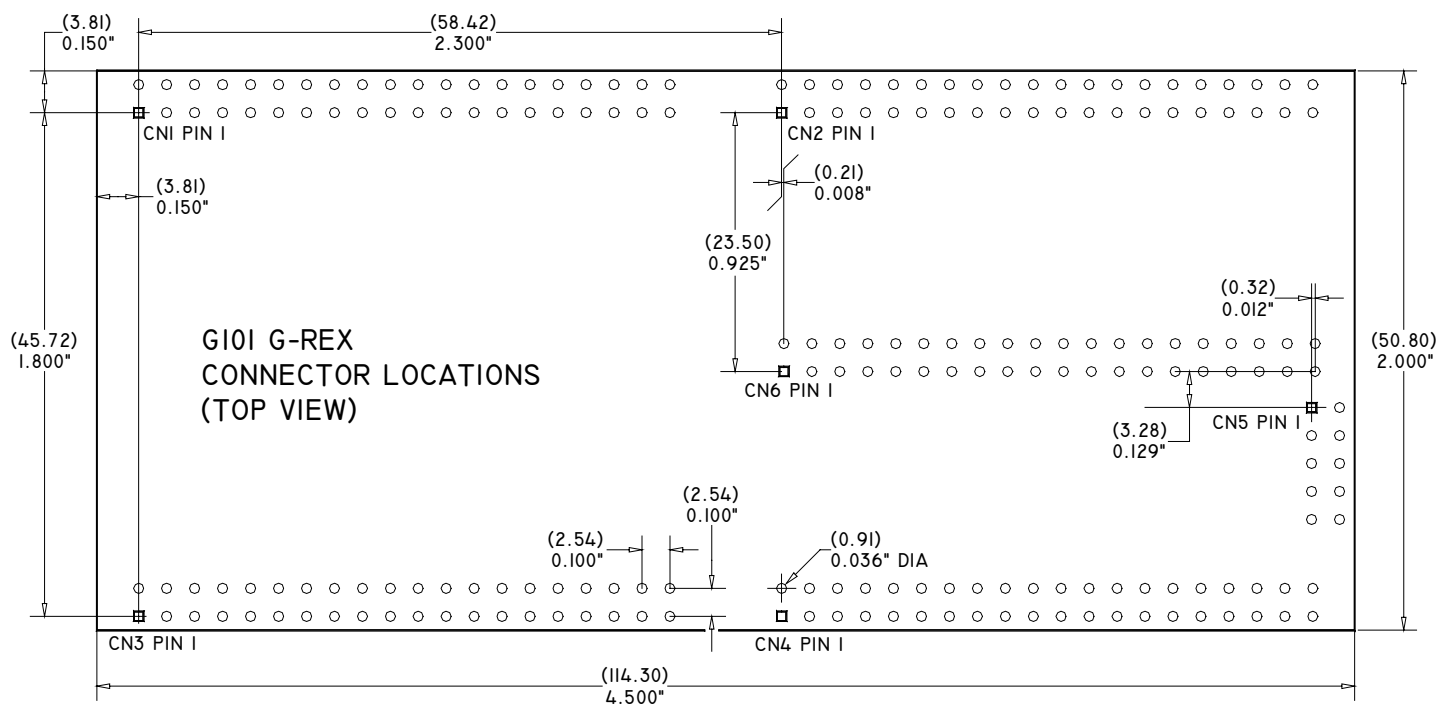 (3.81)
0.150"
(58.42)
2.300"
CN1 PIN 1
CN2 PIN 1
(3.81)
0.150"
(0.21)
0.008"
(23.50)
0.925"
(0.32)
0.012"
(45.72)
1.800"
G101 G-REX
CONNECTOR LOCATIONS
(TOP VIEW)
(50.80)
2.000"
CN6 PIN 1
CN5 PIN 1
(3.28)
0.129"
(2.54)
0.100"
(2.54)
0.100"
(0.91)
0.036" DIA
CN3 PIN 1
CN4 PIN 1
(114.30)
4.500"